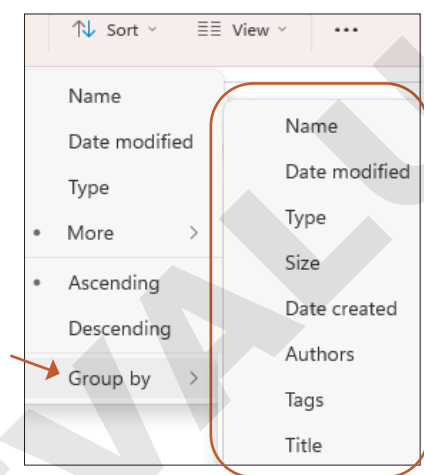 Sort View ...
Name
Date modified
Type
More
Ascending
Descending
Group by
Name
Date modified
Type
Size
Date created
Authors
Tags
Title